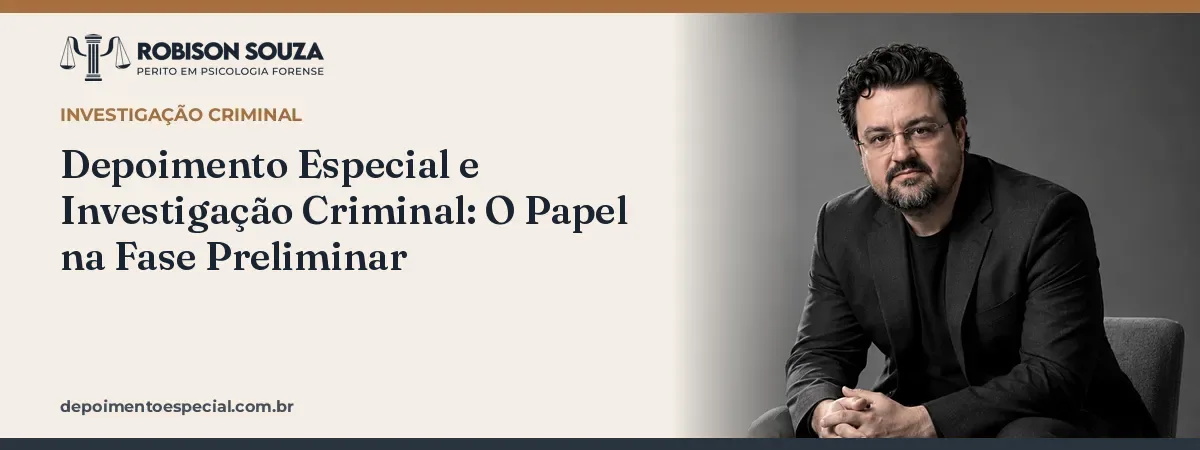 ROBISON SOUZA
PERITO EM PSICOLOGIA FORENSE
INVESTIGAÇÃO CRIMINAL
Depoimento Especial e
Investigação Criminal: O Papel
na Fase Preliminar
depoimentoespecial.com.br